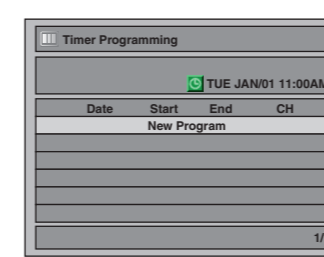 Timer Programming
TUE JAN/01 11:00AM
Date Start End CH
New Program
1/